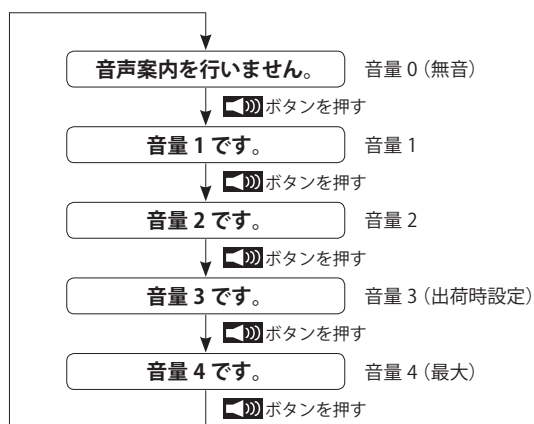 音声案内を行いません。 音量 0（無音）
ボタンを押す
音量 1 です。 音量 1
ボタンを押す
音量 2 です。 音量 2
ボタンを押す
音量 3 です。 音量 3（出荷時設定）
ボタンを押す
音量 4 です。 音量 4（最大）
ボタンを押す